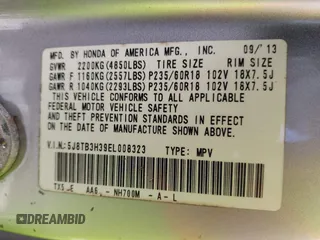 MFD. BY HONDA OF AMERICA MFG., INC. 09/'13
GVWR 2200KG(4850LBS) TIRE SIZE RIM SIZE
GAWR F 1160KG(2557LBS) P235/60R18 102V 18X7.5J
GAWR R 1040KG(2293LBS) P235/60R18 102V 18X7.5J
THIS VEHICLE CONFORMS TO ALL APPLICABLE
FEDERAL MOTOR VEHICLE SAFETY, BUMPER,
AND THEFT PREVENTION STANDARDS IN EFFECT ON
THE DATE OF MANUFACTURE SHOWN ABOVE.
V.I.N.:5J8TB3H39EL008323 TYPE: MPV
NH700M -A-L
DREAMBID